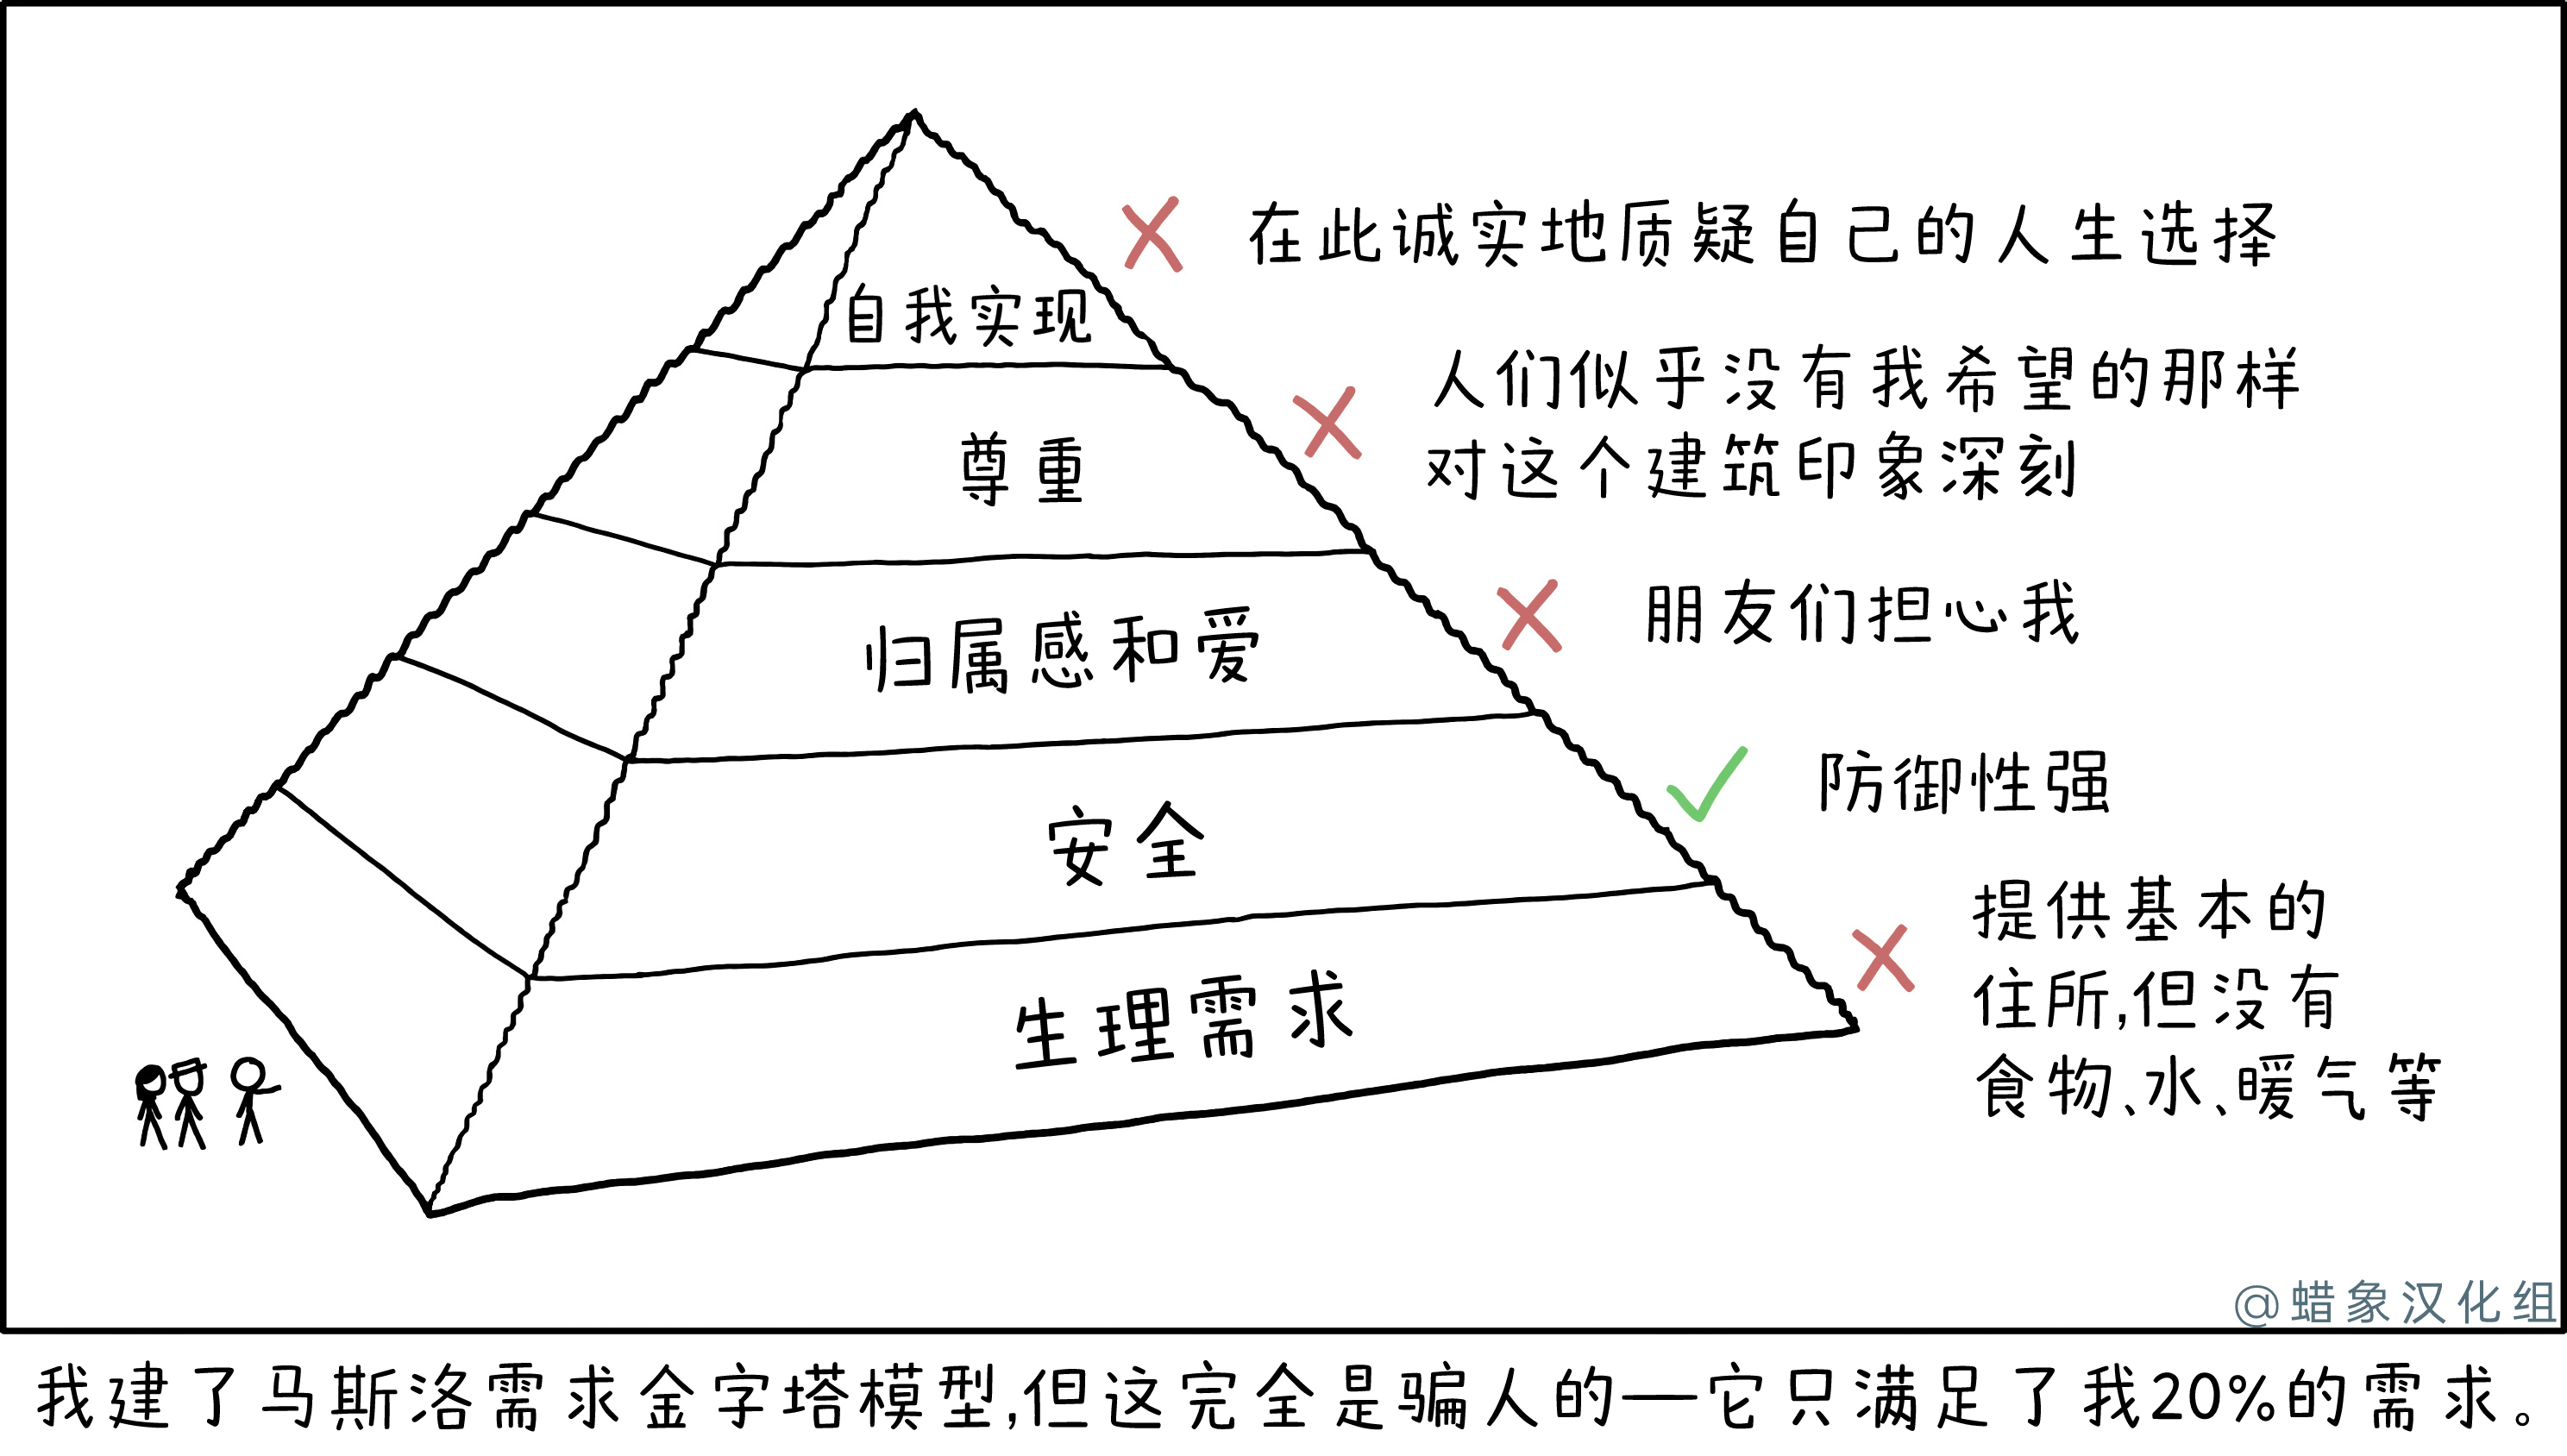 在此诚实地质疑自己的人生选择
自我实现
人们似乎没有我希望的那样
对这个建筑印象深刻
尊重
朋友们担心我
归属感和爱
防御性强
安全
提供基本的
住所,但没有
食物、水、暖气等
生理需求
@蜡象汉化组
我建了马斯洛需求金字塔模型,但这完全是骗人的—它只满足了我20%的需求。